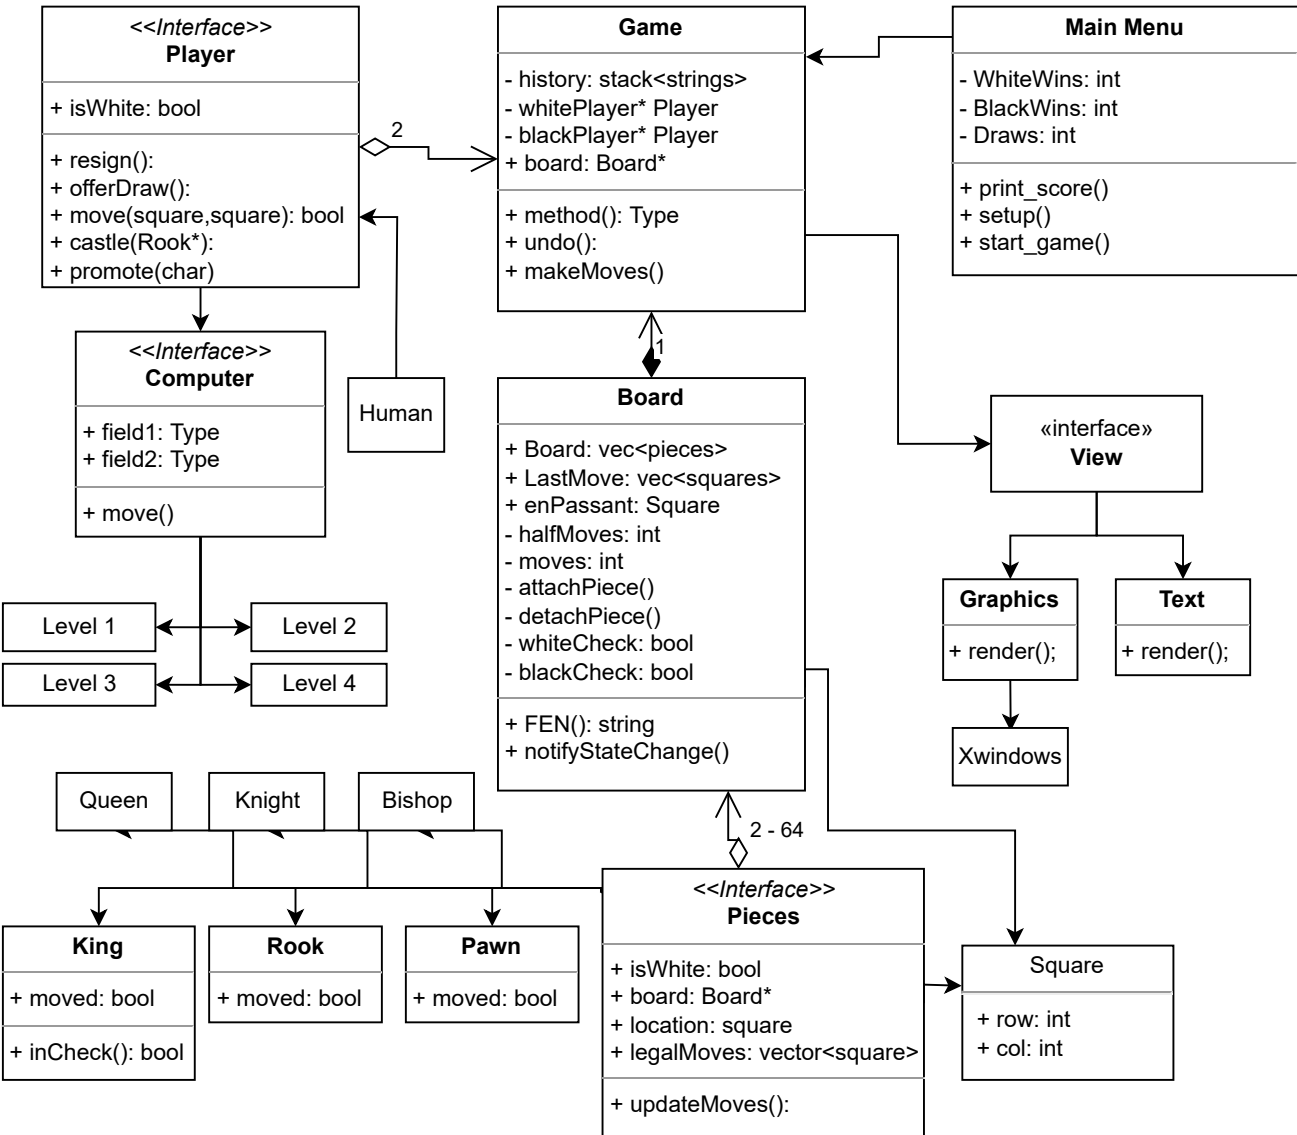 <<Interface>>
Player
+ isWhite: bool
+ resign():
+ offerDraw():
+ move(square,square): bool
+ castle(Rook*):
+ promote(char)
2
Game
- history: stack<strings>
- whitePlayer* Player
- blackPlayer* Player
+ board: Board*
+ method(): Type
+ undo():
+ makeMoves()
Main Menu
- WhiteWins: int
- BlackWins: int
- Draws: int
+ print_score()
+ setup()
+ start_game()
<<Interface>>
Computer
+ field1: Type
+ field2: Type
+ move()
Human
1
Board
+ Board: vec<pieces>
+ LastMove: vec<squares>
+ enPassant: Square
- halfMoves: int
- moves: int
- attachPiece()
- detachPiece()
- whiteCheck: bool
- blackCheck: bool
+ FEN(): string
+ notifyStateChange()
«interface»
View
Graphics
+ render();
Text
+ render();
Xwindows
Level 1
Level 2
Level 3
Level 4
Queen
Knight
Bishop
2 - 64
King
+ moved: bool
+ inCheck(): bool
Rook
+ moved: bool
Pawn
+ moved: bool
<<Interface>>
Pieces
+ isWhite: bool
+ board: Board*
+ location: square
+ legalMoves: vector<square>
+ updateMoves():
Square
+ row: int
+ col: int